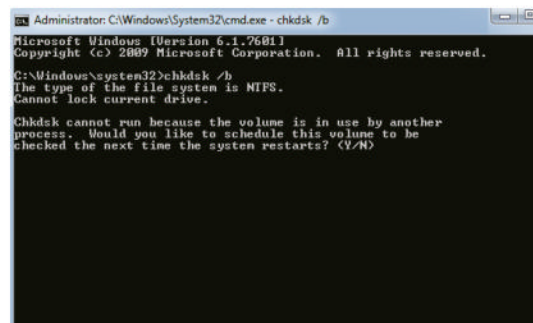 Administrator: C:\Windows\System32\cmd.exe - chkdsk /b
Microsoft Windows [Version 6.1.7601]
Copyright (c) 2009 Microsoft Corporation. All rights reserved.
C:\Windows\system32>chkdsk /b
The type of the file system is NTFS.
Cannot lock current drive.
Chkdsk cannot run because the volume is in use by another
process. Would you like to schedule this volume to be
checked the next time the system restarts? (Y/N)